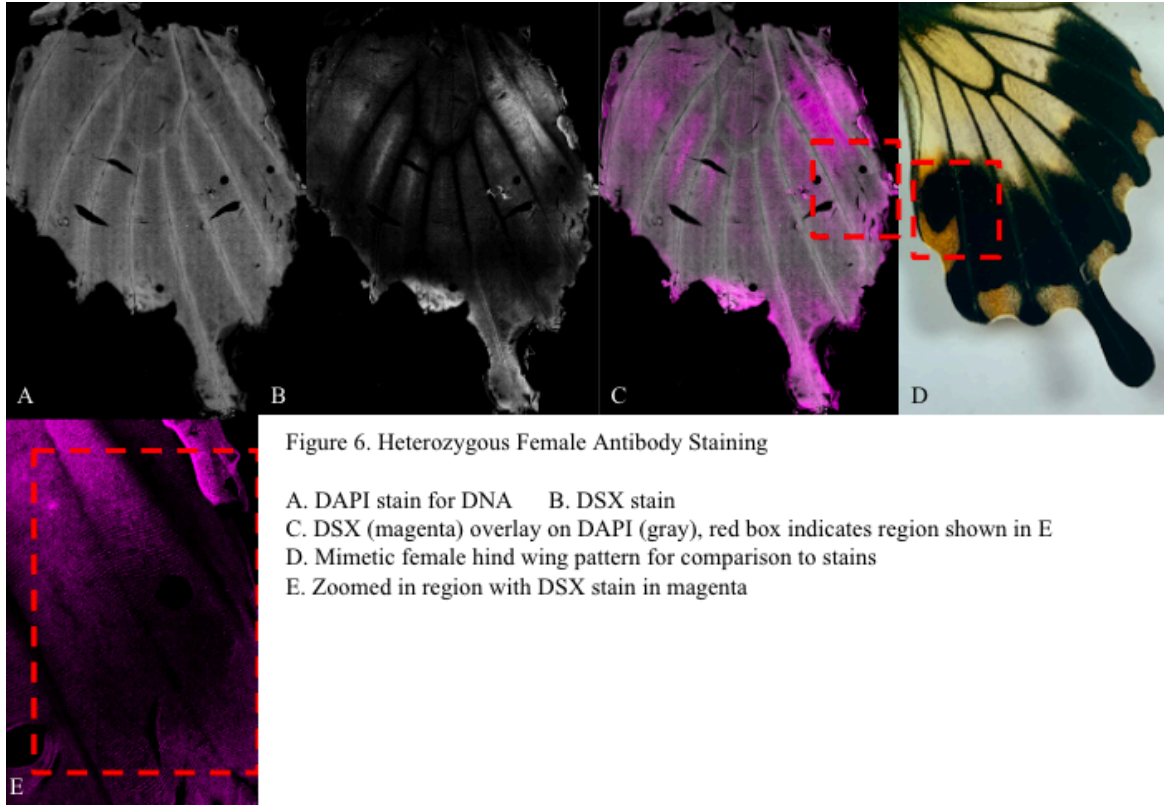 A
B
C
D
E
Figure 6. Heterozygous Female Antibody Staining
A. DAPI stain for DNA B. DSX stain
C. DSX (magenta) overlay on DAPI (gray), red box indicates region shown in E
D. Mimetic female hind wing pattern for comparison to stains
E. Zoomed in region with DSX stain in magenta